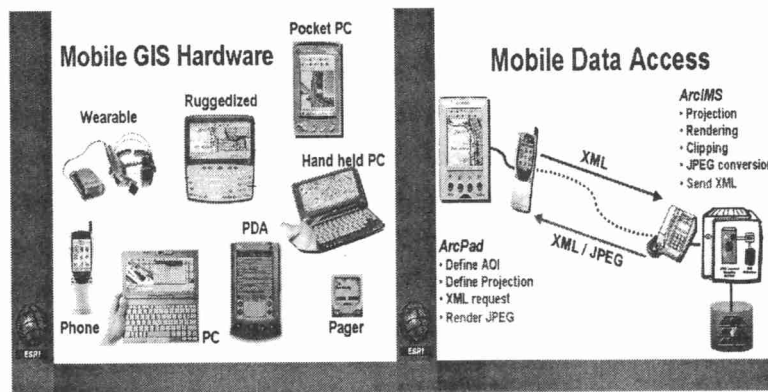 Mobile GIS Hardware
Pocket PC
Wearable
Ruggedized
Hand held PC
Phone
PC
PDA
Pager
ESRI
Mobile Data Access
ArcIMS
• Projection
• Rendering
• Clipping
• JPEG conversion
• Send XML
XML
XML / JPEG
ArcPad
• Define AOI
• Define Projection
• XML request
• Render JPEG
ESRI